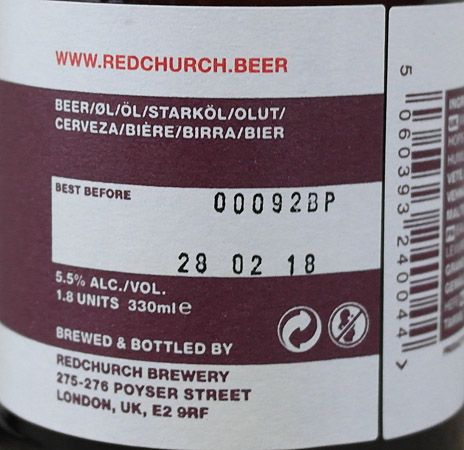 WWW.REDCHURCH.BEER
BEER/ØL/ÖL/STARKÖL/OLUT/
CERVEZA/BIÈRE/BIRRA/BIER
BEST BEFORE
00092BP
28 02 18
5.5% ALC./VOL.
1.8 UNITS 330ml e
BREWED & BOTTLED BY
REDCHURCH BREWERY
275-276 POYSER STREET
LONDON, UK, E2 9RF
5 060393 240044 >